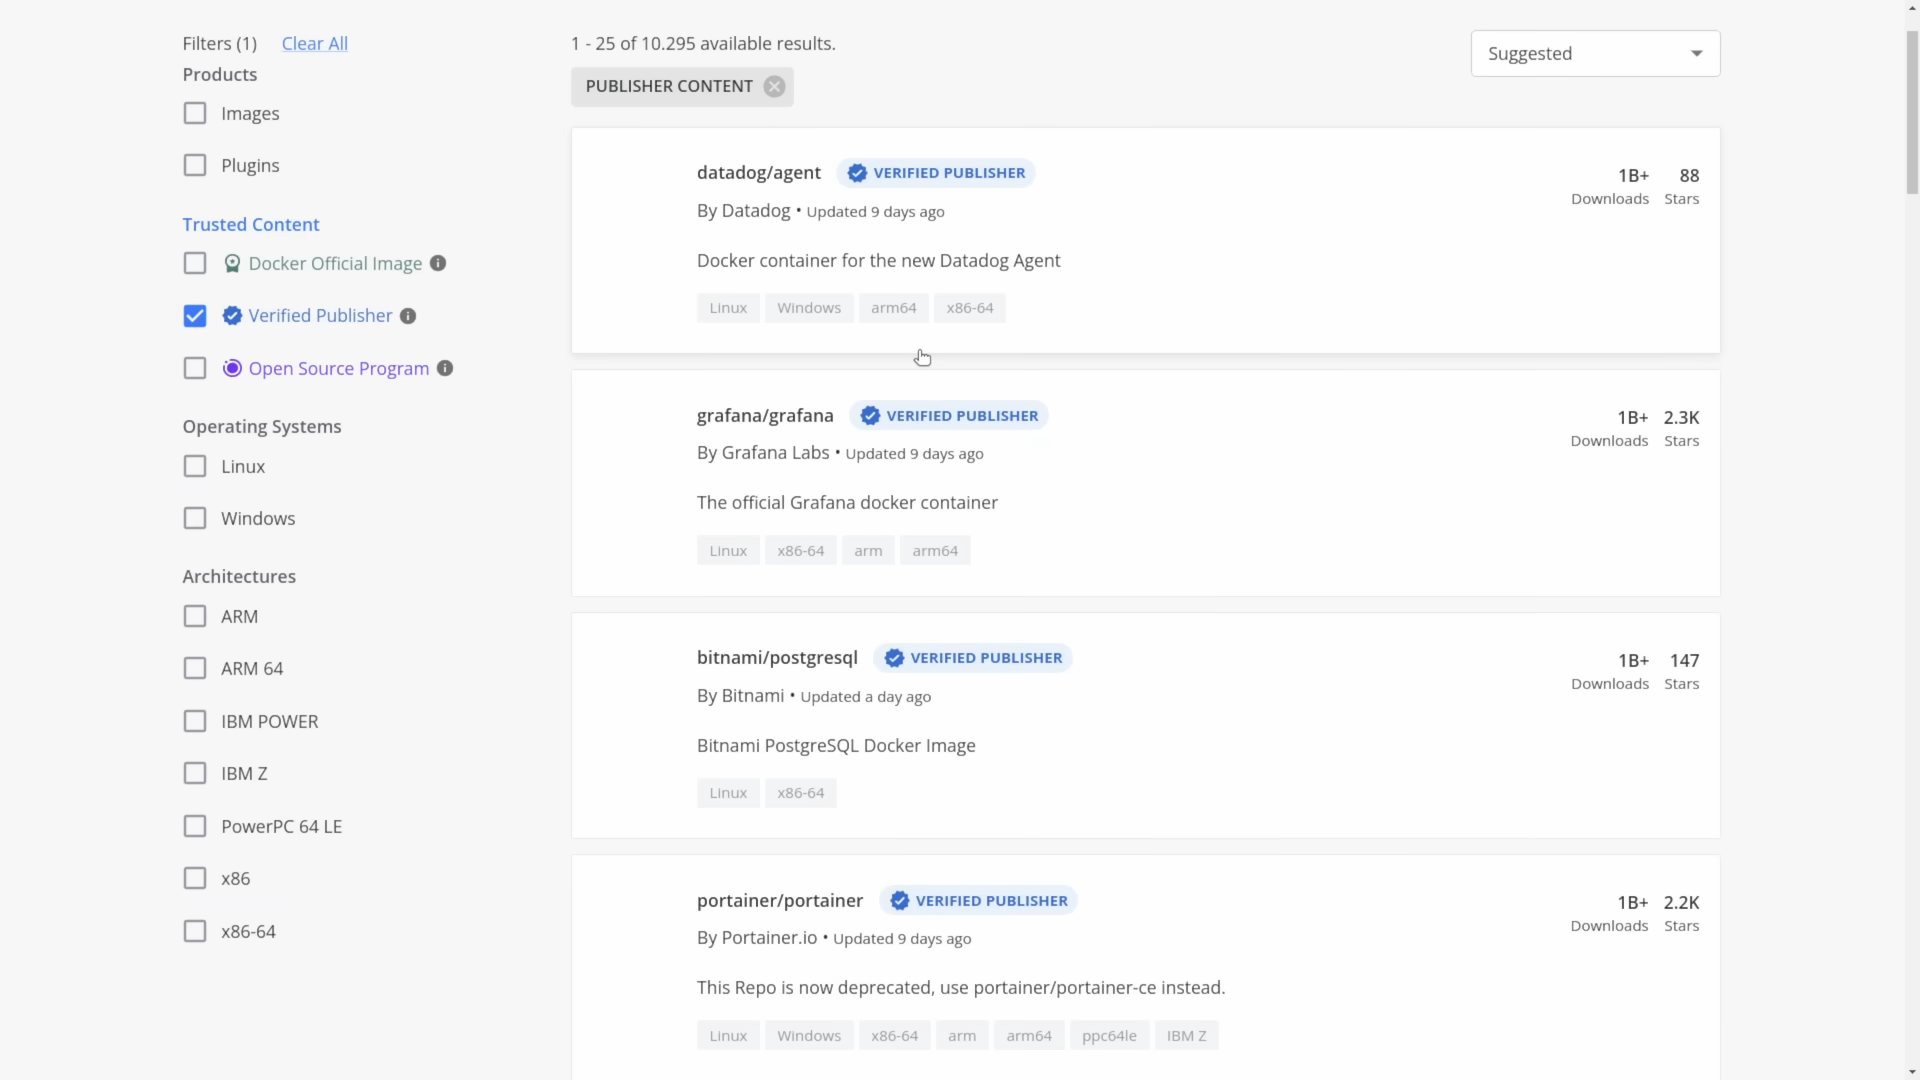 Filters (1) Clear All
Products
Images
Plugins
Trusted Content
Docker Official Image
Verified Publisher
Open Source Program
Operating Systems
Linux
Windows
Architectures
ARM
ARM 64
IBM POWER
IBM Z
PowerPC 64 LE
x86
x86-64
1 - 25 of 10.295 available results.
Suggested
PUBLISHER CONTENT
datadog/agent VERIFIED PUBLISHER
1B+ 88
Downloads Stars
By Datadog • Updated 9 days ago
Docker container for the new Datadog Agent
Linux Windows arm64 x86-64
grafana/grafana VERIFIED PUBLISHER
1B+ 2.3K
Downloads Stars
By Grafana Labs • Updated 9 days ago
The official Grafana docker container
Linux x86-64 arm arm64
bitnami/postgresql VERIFIED PUBLISHER
1B+ 147
Downloads Stars
By Bitnami • Updated a day ago
Bitnami PostgreSQL Docker Image
Linux x86-64
portainer/portainer VERIFIED PUBLISHER
1B+ 2.2K
Downloads Stars
By Portainer.io • Updated 9 days ago
This Repo is now deprecated, use portainer/portainer-ce instead.
Linux Windows x86-64 arm arm64 ppc64le IBM Z